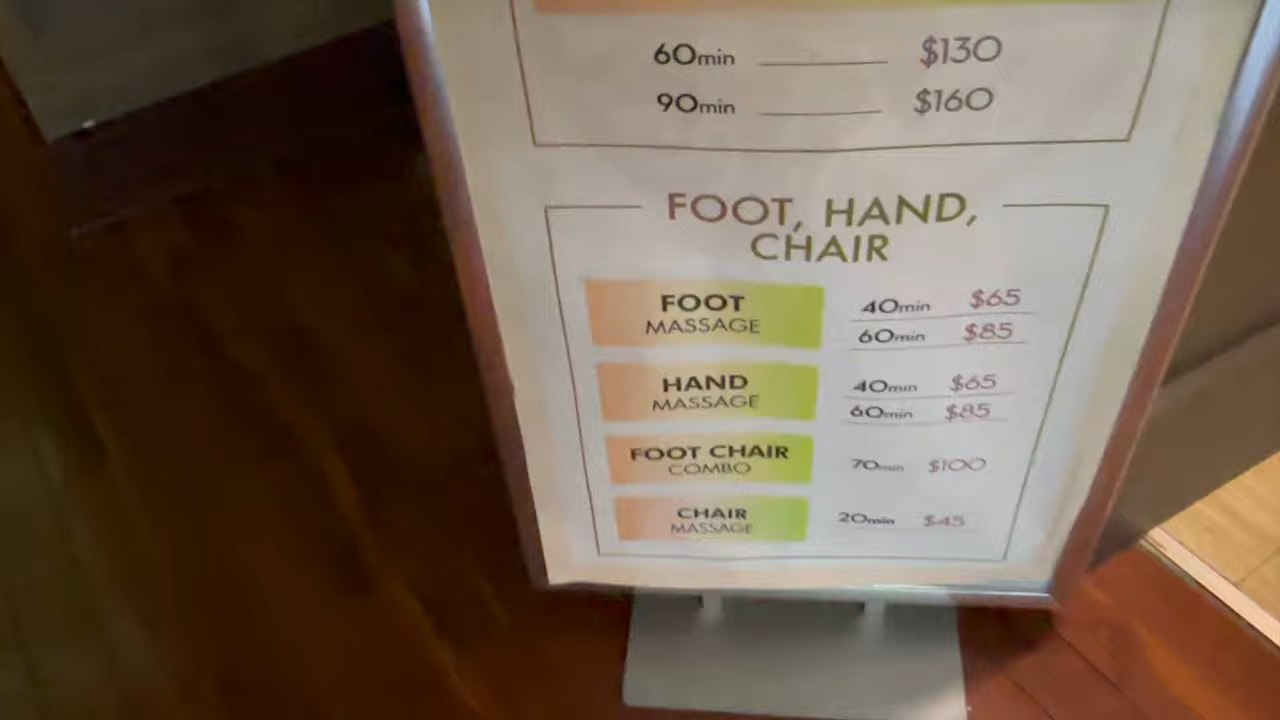 60min $130
90min $160
FOOT, HAND,
CHAIR
FOOT
MASSAGE
40min $65
60min $85
HAND
MASSAGE
40min $65
60min $85
FOOT CHAIR
COMBO
70min $100
CHAIR
MASSAGE
20min $45